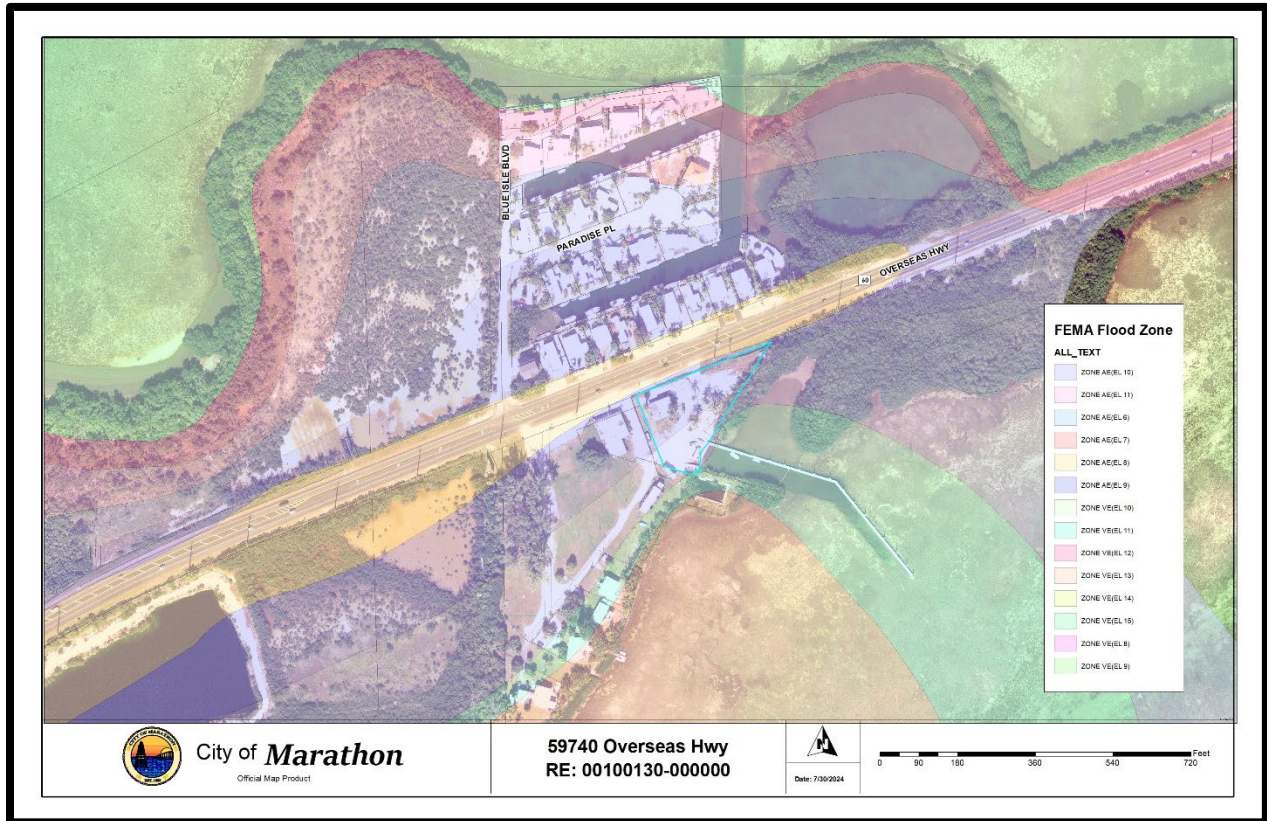 BLUE ISLE BLVD
PARADISE PL
60
OVERSEAS HWY
FEMA Flood Zone
ALL_TEXT
ZONE AE(EL 10)
ZONE AE(EL 11)
ZONE AE(EL 6)
ZONE AE(EL 7)
ZONE AE(EL 8)
ZONE AE(EL 9)
ZONE VE(EL 10)
ZONE VE(EL 11)
ZONE VE(EL 12)
ZONE VE(EL 13)
ZONE VE(EL 14)
ZONE VE(EL 15)
ZONE VE(EL 8)
ZONE VE(EL 9)
CITY OF MARATHON
City of Marathon
Official Map Product
59740 Overseas Hwy
RE: 00100130-000000
N
Date: 7/30/2024
Feet
0 90 180 360 540 720